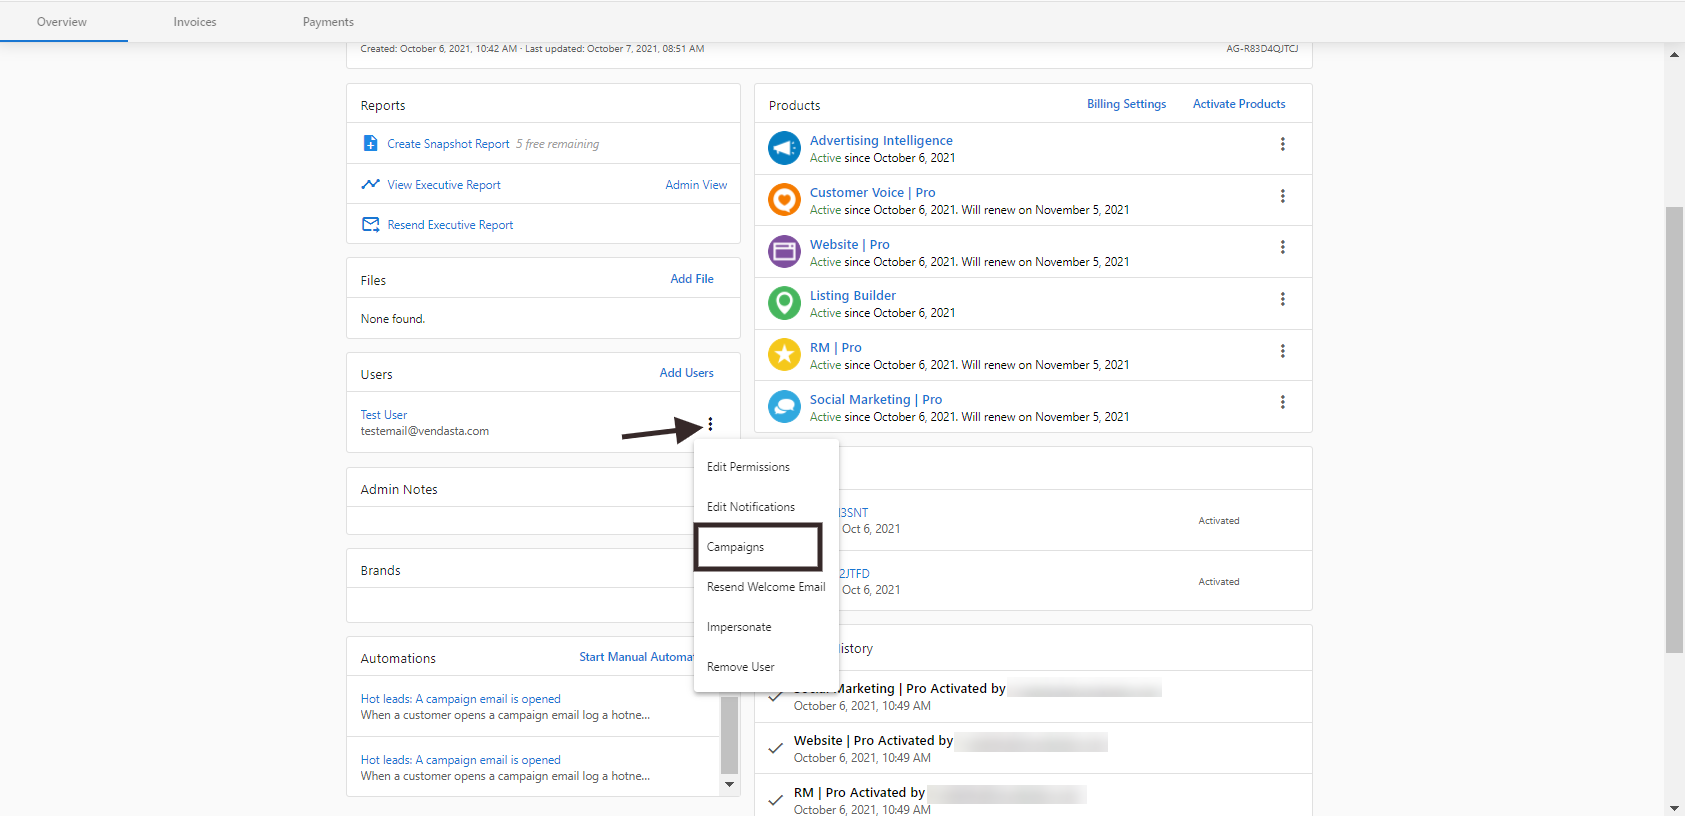 Overview
Invoices
Payments
Created: October 6, 2021, 10:42 AM · Last updated: October 7, 2021, 08:51 AM
AG-R83D4QJTCJ
Reports
Create Snapshot Report 5 free remaining
View Executive Report
Admin View
Resend Executive Report
Files
Add File
None found.
Users
Add Users
Test User
testemail@vendasta.com
Edit Permissions
Edit Notifications
Campaigns
Resend Welcome Email
Impersonate
Remove User
Admin Notes
Brands
Automations
Start Manual Automat
Hot leads: A campaign email is opened
When a customer opens a campaign email log a hotne...
Hot leads: A campaign email is opened
When a customer opens a campaign email log a hotne...
Products
Billing Settings
Activate Products
Advertising Intelligence
Active since October 6, 2021
Customer Voice | Pro
Active since October 6, 2021. Will renew on November 5, 2021
Website | Pro
Active since October 6, 2021. Will renew on November 5, 2021
Listing Builder
Active since October 6, 2021
RM | Pro
Active since October 6, 2021. Will renew on November 5, 2021
Social Marketing | Pro
Active since October 6, 2021. Will renew on November 5, 2021
3SNT
Oct 6, 2021
Activated
2JTFD
Oct 6, 2021
Activated
istory
Social Marketing | Pro Activated by
October 6, 2021, 10:49 AM
Website | Pro Activated by
October 6, 2021, 10:49 AM
RM | Pro Activated by
October 6, 2021, 10:49 AM